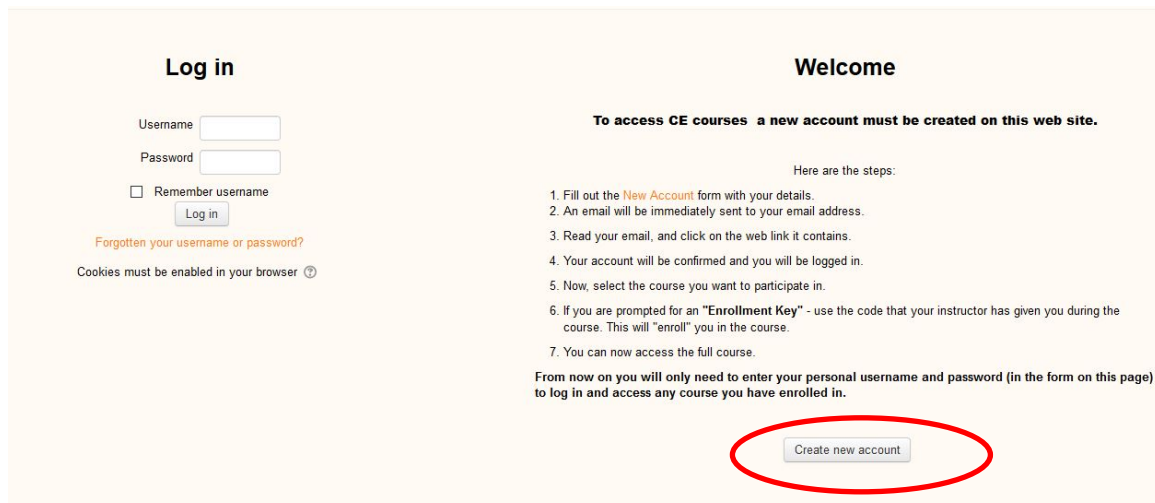 Log in
Username
Password
Remember username
Log in
Forgotten your username or password?
Cookies must be enabled in your browser
Welcome
To access CE courses a new account must be created on this web site.
Here are the steps:
1. Fill out the New Account form with your details.
2. An email will be immediately sent to your email address.
3. Read your email, and click on the web link it contains.
4. Your account will be confirmed and you will be logged in.
5. Now, select the course you want to participate in.
6. If you are prompted for an "Enrollment Key" - use the code that your instructor has given you during the
course. This will "enroll" you in the course.
7. You can now access the full course.
From now on you will only need to enter your personal username and password (in the form on this page)
to log in and access any course you have enrolled in.
Create new account